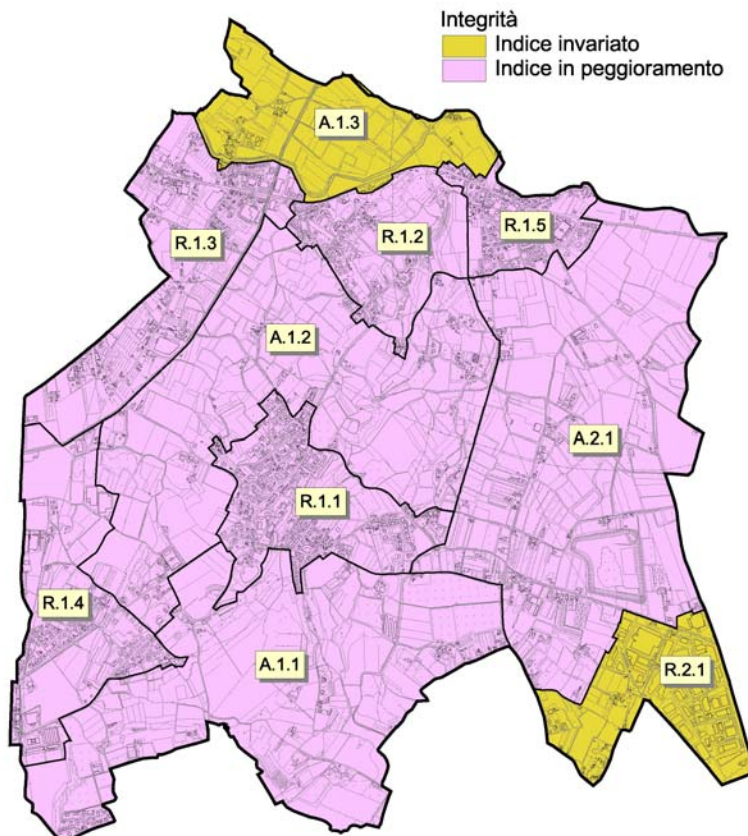 Integrità
Indice invariato
Indice in peggioramento
A.1.3
R.1.3
R.1.2
R.1.5
A.1.2
A.2.1
R.1.1
R.1.4
A.1.1
R.2.1